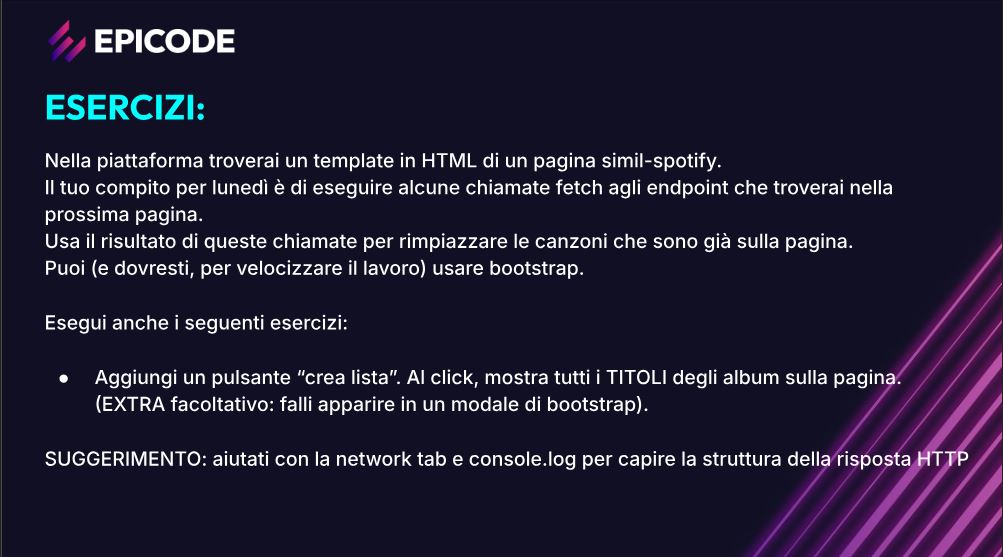 EPICODE
ESERCIZI:
Nella piattaforma troverai un template in HTML di un pagina simil-spotify.
Il tuo compito per lunedì è di eseguire alcune chiamate fetch agli endpoint che troverai nella
prossima pagina.
Usa il risultato di queste chiamate per rimpiazzare le canzoni che sono già sulla pagina.
Puoi (e dovresti, per velocizzare il lavoro) usare bootstrap.
Esegui anche i seguenti esercizi:
● Aggiungi un pulsante “crea lista”. Al click, mostra tutti i TITOLI degli album sulla pagina.
(EXTRA facoltativo: falli apparire in un modale di bootstrap).
SUGGERIMENTO: aiutati con la network tab e console.log per capire la struttura della risposta HTTP